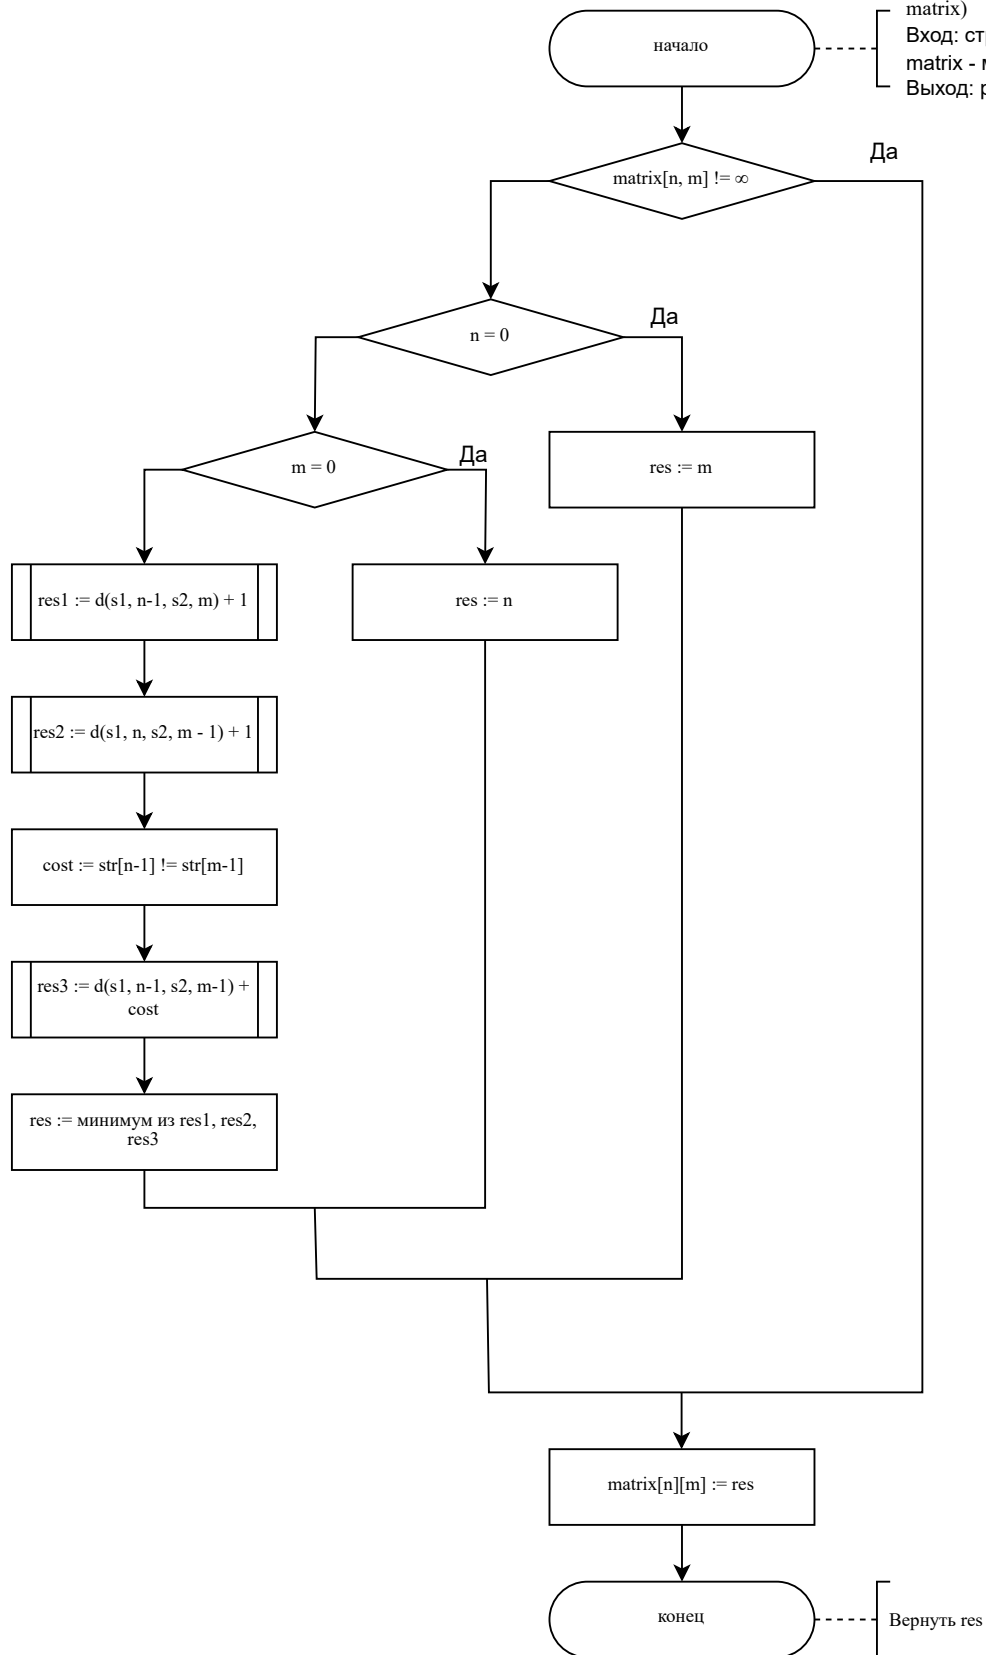 matrix)
начало
Вход:
matrix -
Выход:
Да
matrix[n, m] != ∞
Да
n = 0
Да
m = 0
res := m
res1 := d(s1, n-1, s2, m) + 1
res := n
res2 := d(s1, n, s2, m - 1) + 1
cost := str[n-1] != str[m-1]
res3 := d(s1, n-1, s2, m-1) +
cost
res := минимум из res1, res2,
res3
matrix[n][m] := res
конец
Вернуть res